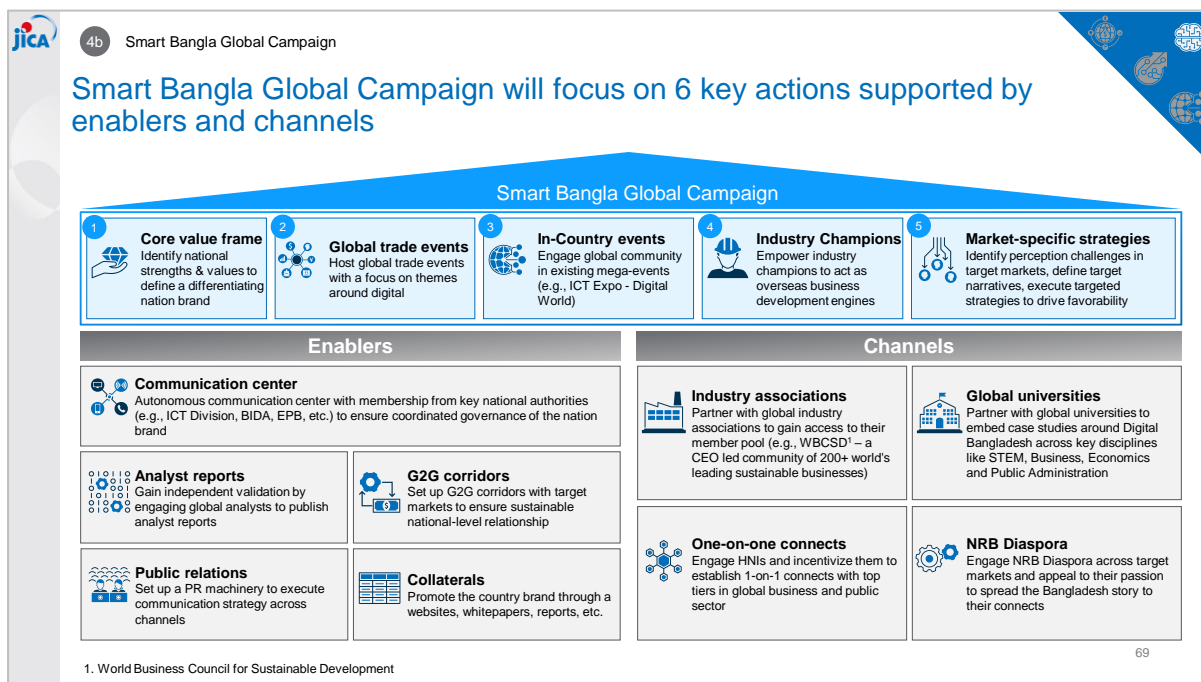 jICA
4b
Smart Bangla Global Campaign
Smart Bangla Global Campaign will focus on 6 key actions supported by
enablers and channels
Smart Bangla Global Campaign
1
Core value frame
Identify national
strengths & values to
define a differentiating
nation brand
2
Global trade events
Host global trade events
with a focus on themes
around digital
3
In-Country events
Engage global community
in existing mega-events
(e.g., ICT Expo - Digital
World)
4
Industry Champions
Empower industry
champions to act as
overseas business
development engines
5
Market-specific strategies
Identify perception challenges in
target markets, define target
narratives, execute targeted
strategies to drive favorability
Enablers
Communication center
Autonomous communication center with membership from key national authorities
(e.g., ICT Division, BIDA, EPB, etc.) to ensure coordinated governance of the nation
brand
Analyst reports
Gain independent validation by
engaging global analysts to publish
analyst reports
G2G corridors
Set up G2G corridors with target
markets to ensure sustainable
national-level relationship
Public relations
Set up a PR machinery to execute
communication strategy across
channels
Collaterals
Promote the country brand through a
websites, whitepapers, reports, etc.
Channels
Industry associations
Partner with global industry
associations to gain access to their
member pool (e.g., WBCSD¹ – a
CEO led community of 200+ world's
leading sustainable businesses)
Global universities
Partner with global universities to
embed case studies around Digital
Bangladesh across key disciplines
like STEM, Business, Economics
and Public Administration
One-on-one connects
Engage HNIs and incentivize them to
establish 1-on-1 connects with top
tiers in global business and public
sector
NRB Diaspora
Engage NRB Diaspora across target
markets and appeal to their passion
to spread the Bangladesh story to
their connects
69
1. World Business Council for Sustainable Development